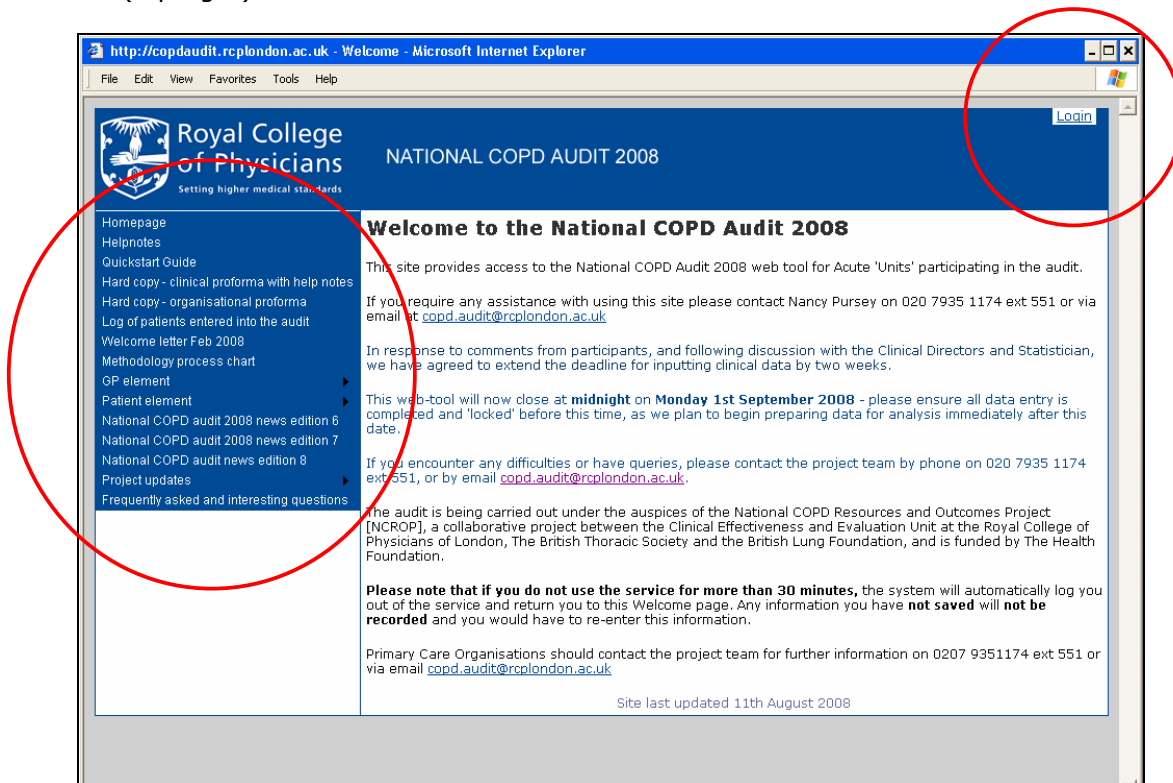 http://copdaudit.rcplondon.ac.uk - Welcome - Microsoft Internet Explorer
File Edit View Favorites Tools Help
Login
Royal College
of Physicians
Setting higher medical standards
NATIONAL COPD AUDIT 2008
Homepage
Helpnotes
Quickstart Guide
Hard copy - clinical proforma with help notes
Hard copy - organisational proforma
Log of patients entered into the audit
Welcome letter Feb 2008
Methodology process chart
GP element
Patient element
National COPD audit 2008 news edition 6
National COPD audit 2008 news edition 7
National COPD audit news edition 8
Project updates
Frequently asked and interesting questions
Welcome to the National COPD Audit 2008
This site provides access to the National COPD Audit 2008 web tool for Acute 'Units' participating in the audit.
If you require any assistance with using this site please contact Nancy Pursey on 020 7935 1174 ext 551 or via
email at copd.audit@rcplondon.ac.uk
In response to comments from participants, and following discussion with the Clinical Directors and Statistician,
we have agreed to extend the deadline for inputting clinical data by two weeks.
This web-tool will now close at midnight on Monday 1st September 2008 - please ensure all data entry is
completed and 'locked' before this time, as we plan to begin preparing data for analysis immediately after this
date.
If you encounter any difficulties or have queries, please contact the project team by phone on 020 7935 1174
ext 551, or by email copd.audit@rcplondon.ac.uk.
The audit is being carried out under the auspices of the National COPD Resources and Outcomes Project
[NCROP], a collaborative project between the Clinical Effectiveness and Evaluation Unit at the Royal College of
Physicians of London, The British Thoracic Society and the British Lung Foundation, and is funded by The Health
Foundation.
Please note that if you do not use the service for more than 30 minutes, the system will automatically log you
out of the service and return you to this Welcome page. Any information you have not saved will not be
recorded and you would have to re-enter this information.
Primary Care Organisations should contact the project team for further information on 0207 9351174 ext 551 or
via email copd.audit@rcplondon.ac.uk
Site last updated 11th August 2008